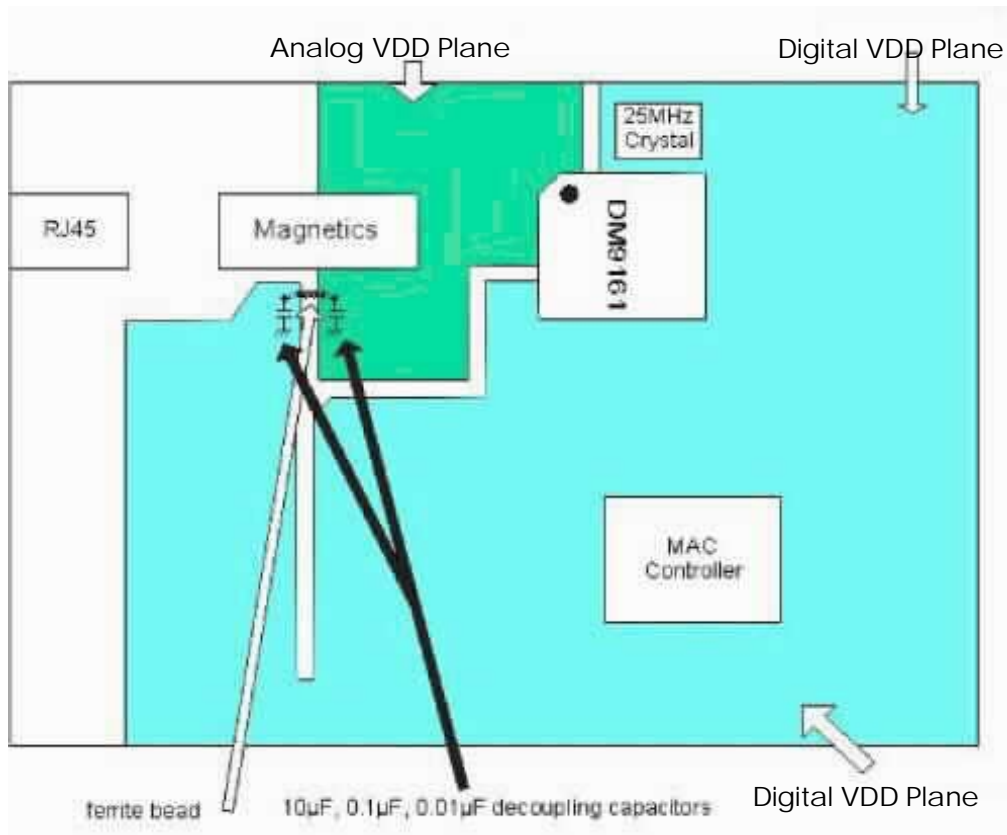 Analog VDD Plane
Digital VDD Plane
25MHz
Crystal
RJ45
Magnetics
DM9161
MAC
Controller
ferrite bead
10µF, 0.1µF, 0.01µF decoupling capacitors
Digital VDD Plane